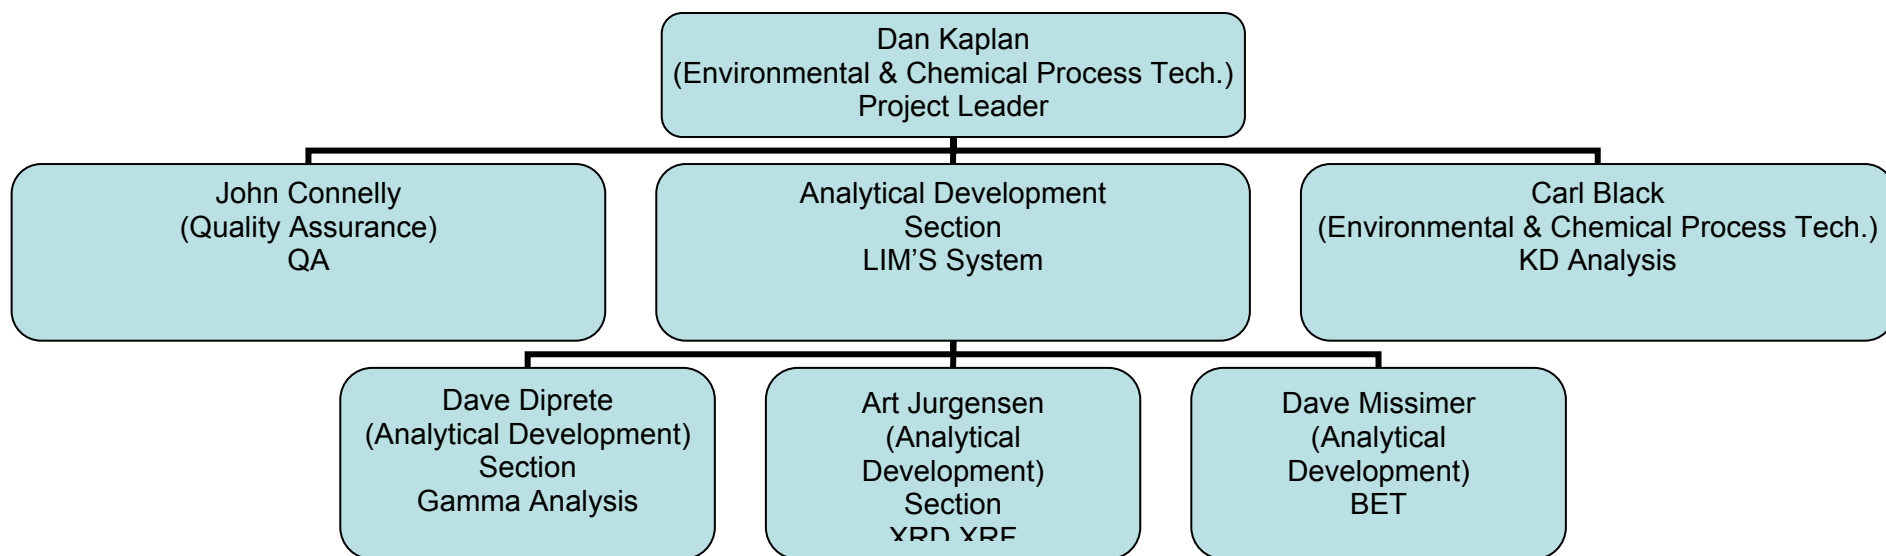 Dan Kaplan
(Environmental & Chemical Process Tech.)
Project Leader
John Connelly
(Quality Assurance)
QA
Analytical Development
Section
LIM’S System
Carl Black
(Environmental & Chemical Process Tech.)
KD Analysis
Dave Diprete
(Analytical Development)
Section
Gamma Analysis
Art Jurgensen
(Analytical
Development)
Section
XRD XRF
Dave Missimer
(Analytical
Development)
BET